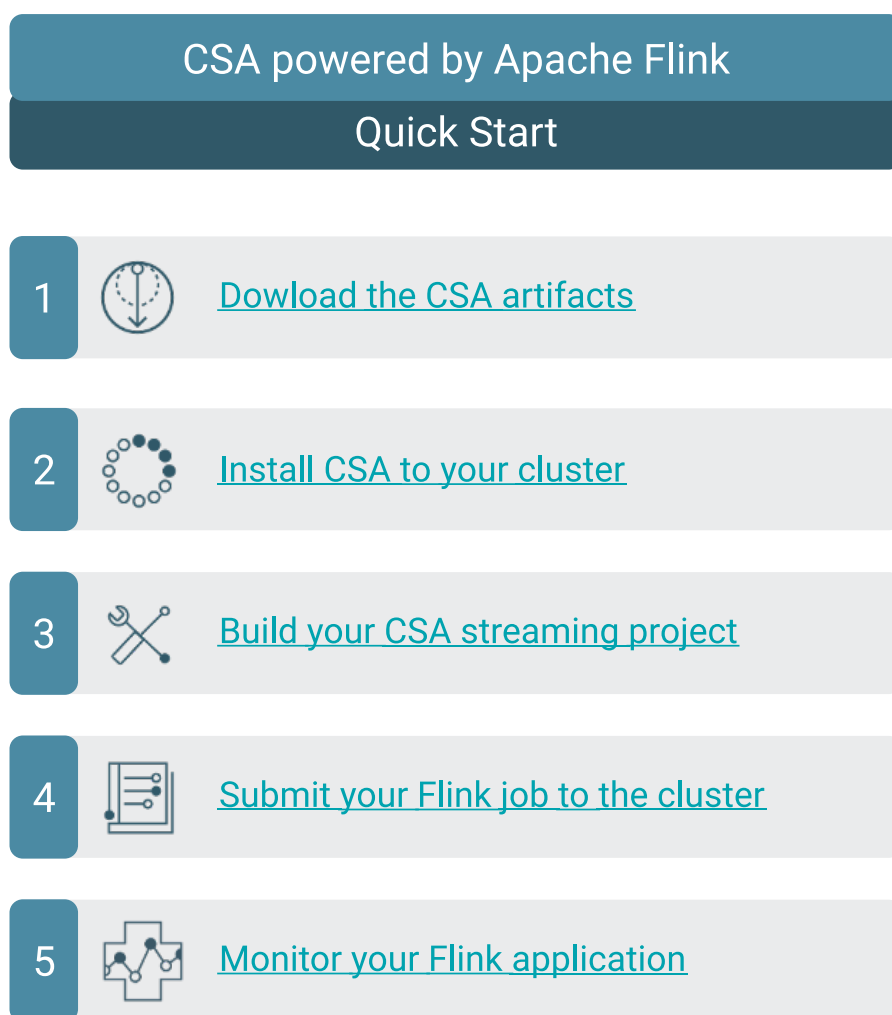 CSA powered by Apache Flink
Quick Start
1 Dowload the CSA artifacts
2 Install CSA to your cluster
3 Build your CSA streaming project
4 Submit your Flink job to the cluster
5 Monitor your Flink application